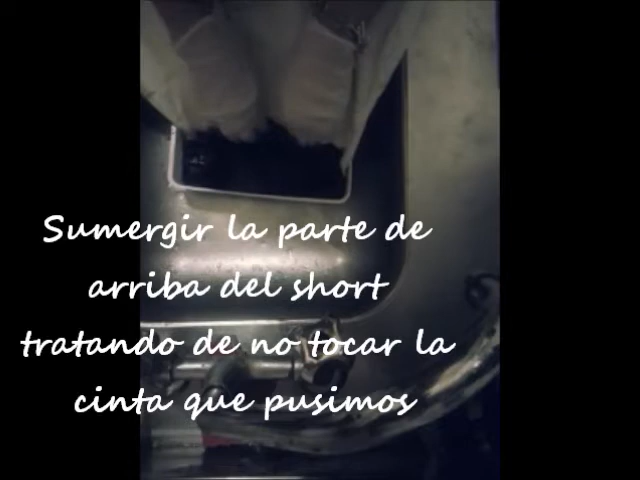 Sumergir la parte de
arriba del short
tratando de no tocar la
cinta que pusimos